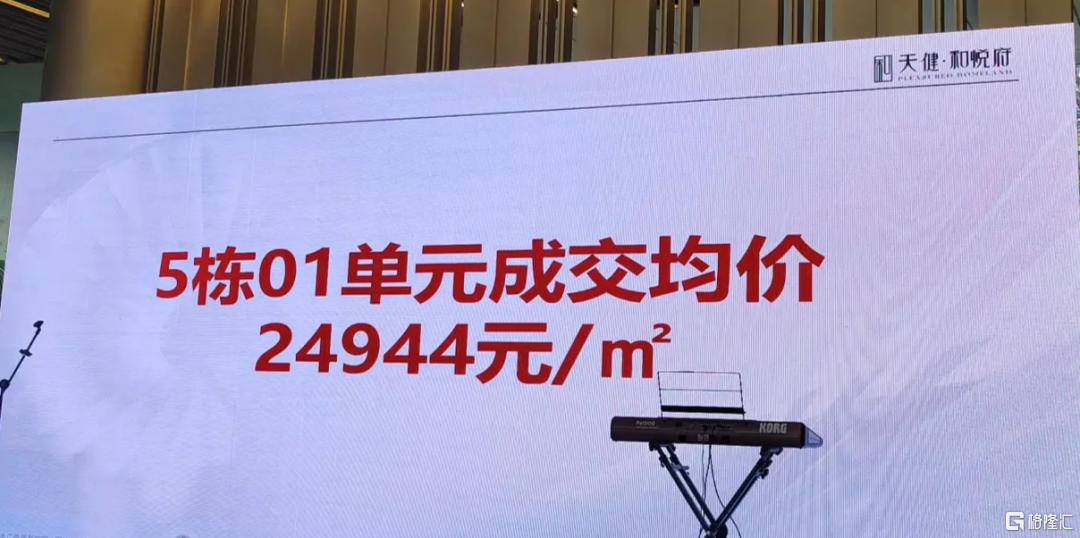 天健·和悦府
PLEASURED HOMELAND
5栋01单元成交均价
24944元/㎡
KORG
格隆汇